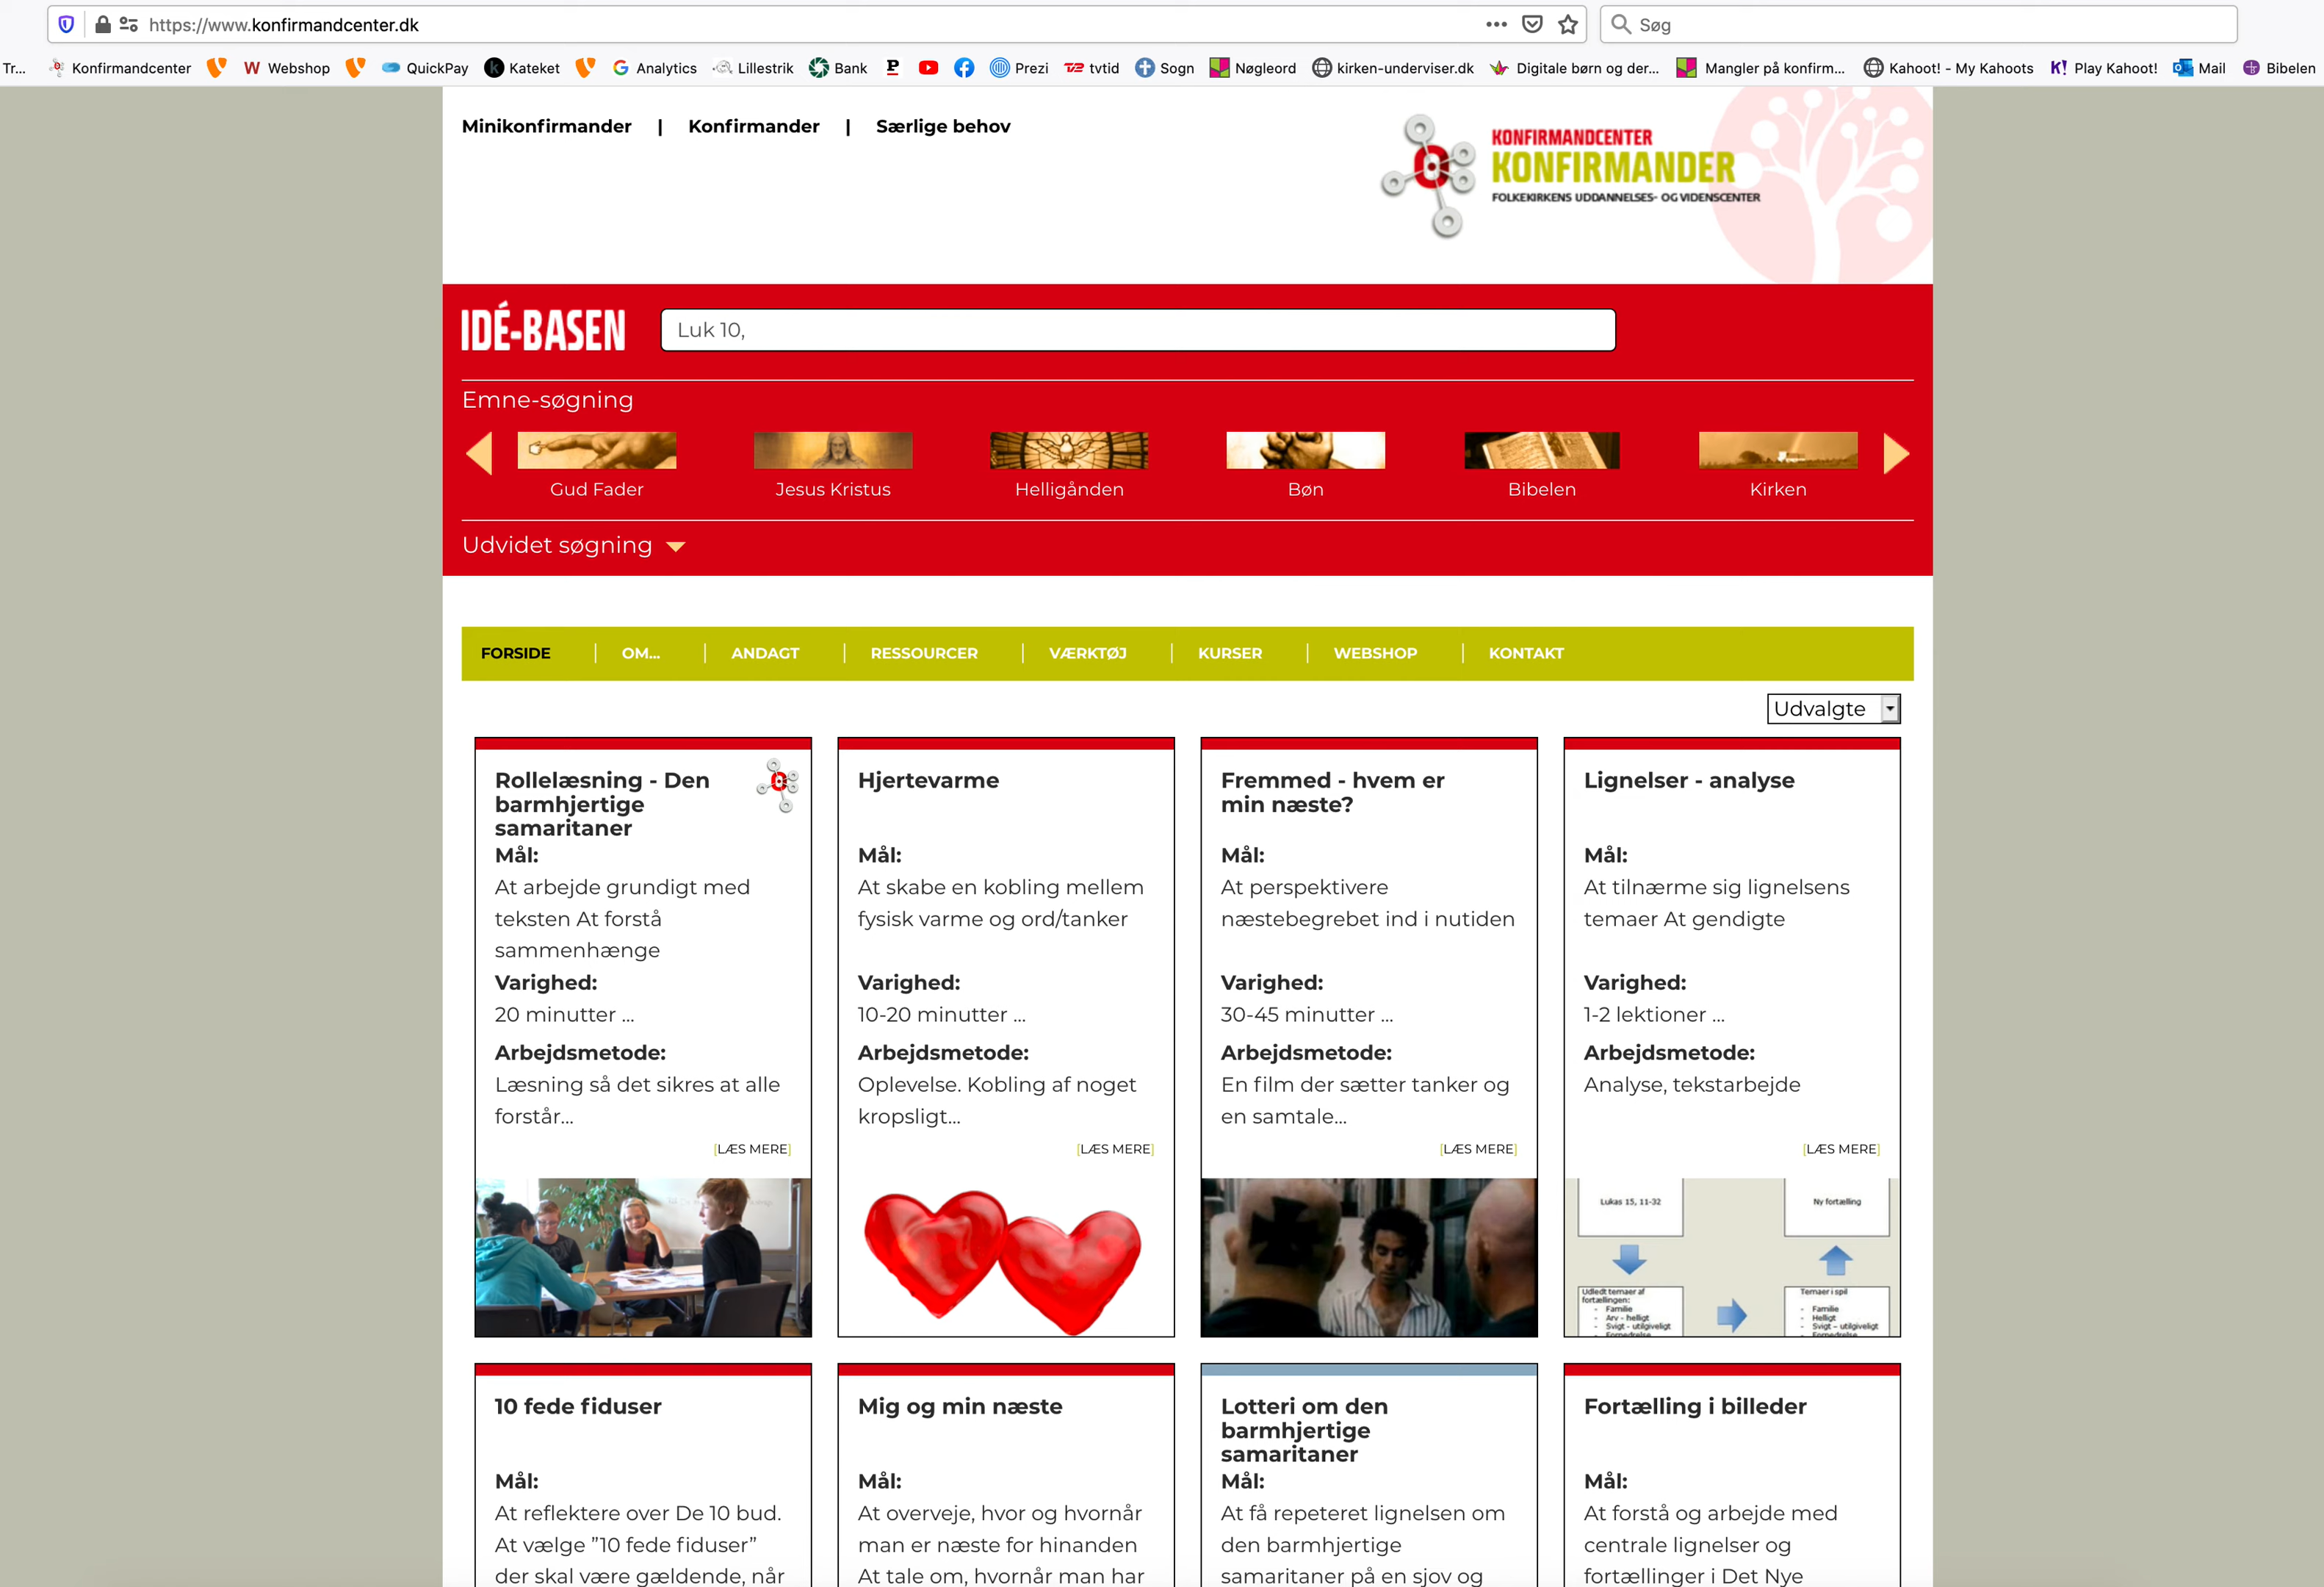 https://www.konfirmandcenter.dk
Søg
Tr... Konfirmandcenter W Webshop QuickPay k Kateket G Analytics Lillestrik Bank P Prezi TV2 tvtid Sogn Nøgleord kirken-underviser.dk Digitale børn og der... Mangler på konfirm... Kahoot! - My Kahoots K! Play Kahoot! Mail Bibelen
Minikonfirmander | Konfirmander | Særlige behov
KONFIRMANDCENTER
KONFIRMANDER
FOLKEKIRKENS UDDANNELSES- OG VIDENSCENTER
IDÉ-BASEN
Luk 10,
Emne-søgning
Gud Fader Jesus Kristus Helligånden Bøn Bibelen Kirken
Udvidet søgning
FORSIDE | OM... | ANDAGT | RESSOURCER | VÆRKTØJ | KURSER | WEBSHOP | KONTAKT
Udvalgte
Rollelæsning - Den
barmhjertige
samaritaner
Mål:
At arbejde grundigt med
teksten At forstå
sammenhænge
Varighed:
20 minutter ...
Arbejdsmetode:
Læsning så det sikres at alle
forstår...
[LÆS MERE]
Hjertevarme
Mål:
At skabe en kobling mellem
fysisk varme og ord/tanker
Varighed:
10-20 minutter ...
Arbejdsmetode:
Oplevelse. Kobling af noget
kropsligt...
[LÆS MERE]
Fremmed - hvem er
min næste?
Mål:
At perspektivere
næstebegrebet ind i nutiden
Varighed:
30-45 minutter ...
Arbejdsmetode:
En film der sætter tanker og
en samtale...
[LÆS MERE]
Lignelser - analyse
Mål:
At tilnærme sig lignelsens
temaer At gendigte
Varighed:
1-2 lektioner ...
Arbejdsmetode:
Analyse, tekstarbejde
[LÆS MERE]
Lukas 15, 11-32
Ny fortælling
Udledt temaer af
fortællingen:
- Familie
- Arv - helligt
- Svigt - utilgiveligt
Temaer i spil
- Familie
- Helligt
- Svigt - utilgiveligt
10 fede fiduser
Mål:
At reflektere over De 10 bud.
At vælge ”10 fede fiduser”
der skal være gældende, når
Mig og min næste
Mål:
At overveje, hvor og hvornår
man er næste for hinanden
At tale om, hvornår man har
Lotteri om den
barmhjertige
samaritaner
Mål:
At få repeteret lignelsen om
den barmhjertige
samaritaner på en sjov og
Fortælling i billeder
Mål:
At forstå og arbejde med
centrale lignelser og
fortællinger i Det Nye